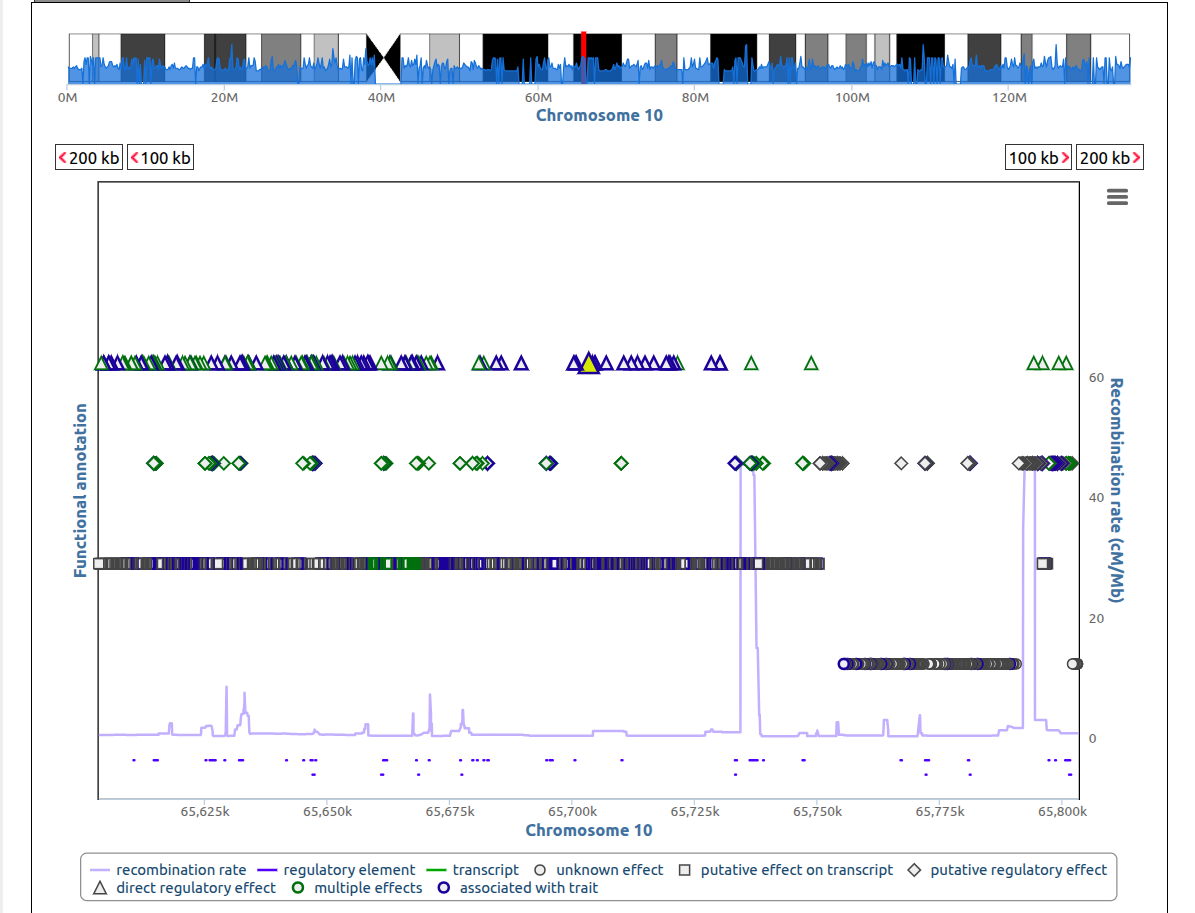 0M 20M 40M 60M 80M 100M 120M
Chromosome 10
<200 kb <100 kb 100 kb> 200 kb>
Functional annotation
60
40
20
0
Recombination rate (cM/Mb)
65,625k 65,650k 65,675k 65,700k 65,725k 65,750k 65,775k 65,800k
Chromosome 10
recombination rate regulatory element transcript unknown effect putative effect on transcript putative regulatory effect
direct regulatory effect multiple effects associated with trait